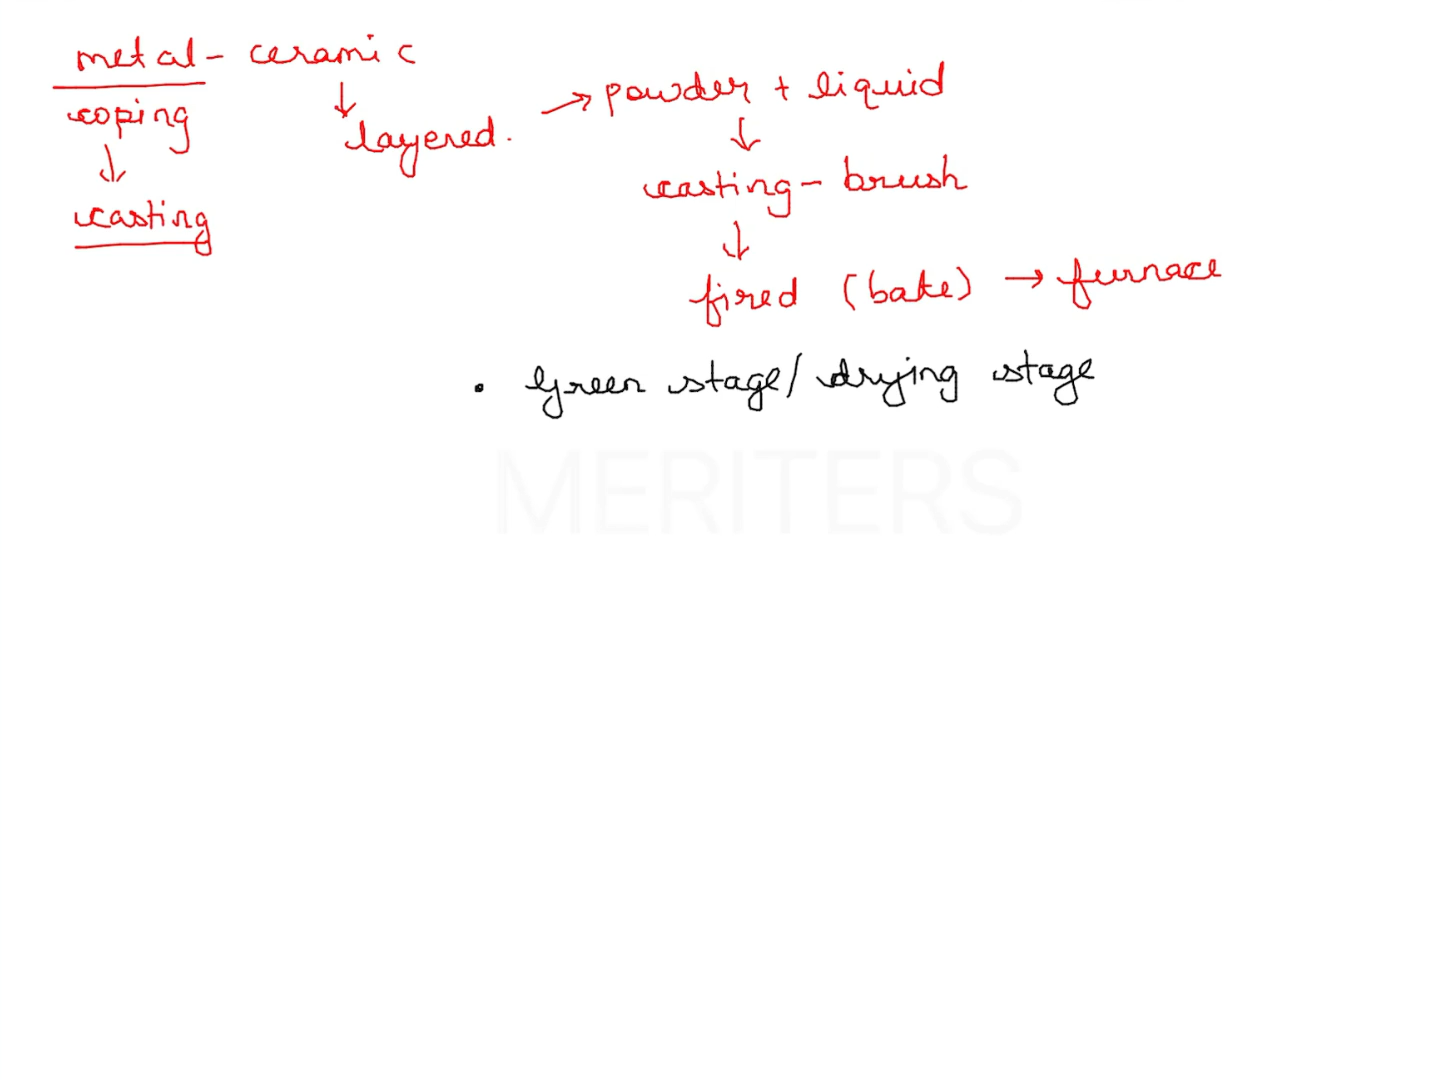 metal - ceramic
coping
↓
casting
↓
layered.
→ powder + liquid
↓
casting - brush
↓
fired (bake) → furnace
• Green stage/ drying stage
MERITERS